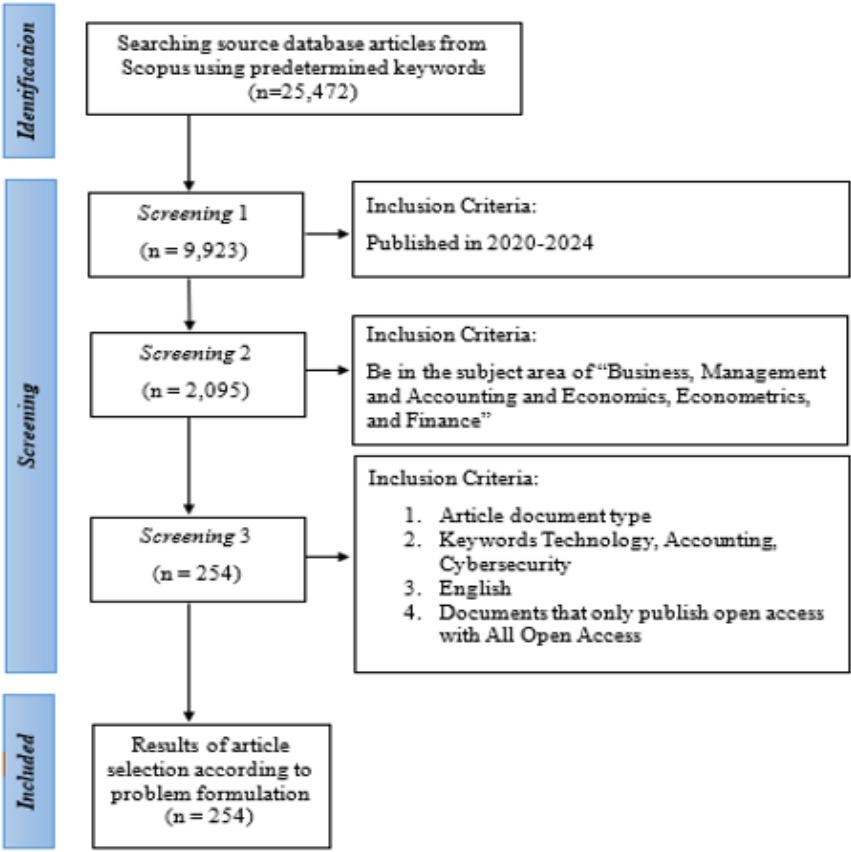 Identification
Searching source database articles from
Scopus using predetermined keywords
(n=25,472)
Screening
Screening 1
(n = 9,923)
Inclusion Criteria:
Published in 2020-2024
Screening 2
(n = 2,095)
Inclusion Criteria:
Be in the subject area of “Business, Management
and Accounting and Economics, Econometrics,
and Finance”
Screening 3
(n = 254)
Inclusion Criteria:
1. Article document type
2. Keywords Technology, Accounting,
Cybersecurity
3. English
4. Documents that only publish open access
with All Open Access
Included
Results of article
selection according to
problem formulation
(n = 254)